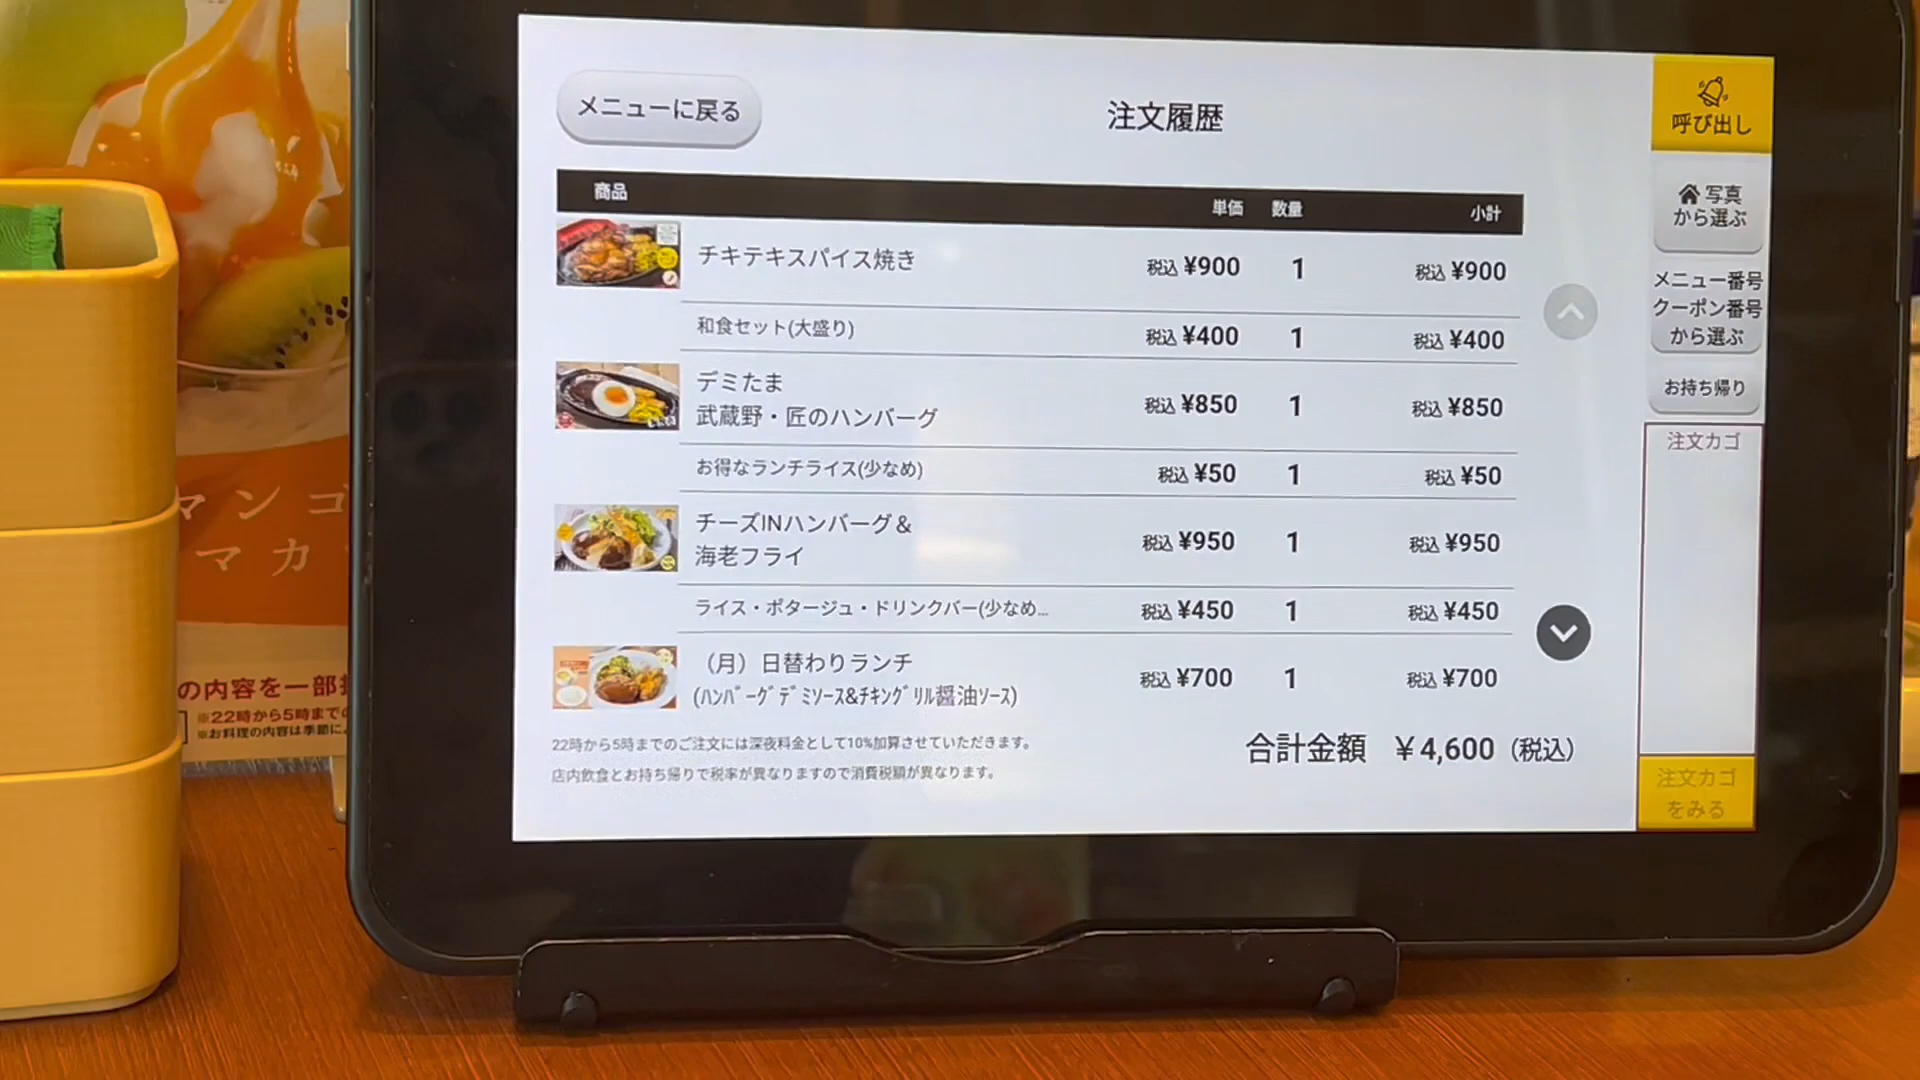 メニューに戻る
注文履歴
商品 単価 数量 小計
チキテキスパイス焼き 税込 ¥900 1 税込 ¥900
和食セット(大盛り) 税込 ¥400 1 税込 ¥400
デミたま
武蔵野・匠のハンバーグ 税込 ¥850 1 税込 ¥850
お得なランチライス(少なめ) 税込 ¥50 1 税込 ¥50
チーズINハンバーグ＆
海老フライ 税込 ¥950 1 税込 ¥950
ライス・ポタージュ・ドリンクバー(少なめ... 税込 ¥450 1 税込 ¥450
（月）日替わりランチ
(ﾊﾝﾊﾞｰｸﾞﾃﾞﾐｿｰｽ&ﾁｷﾝｸﾞﾘﾙ醤油ｿｰｽ) 税込 ¥700 1 税込 ¥700
22時から5時までのご注文には深夜料金として10%加算させていただきます。
店内飲食とお持ち帰りで税率が異なりますので消費税額が異なります。
合計金額 ￥4,600（税込）
呼び出し
写真
から選ぶ
メニュー番号
クーポン番号
から選ぶ
お持ち帰り
注文カゴ
注文カゴ
をみる
マンゴ
マカ
の内容を一部
※22時から5時まで
※お料理の内容は季節に